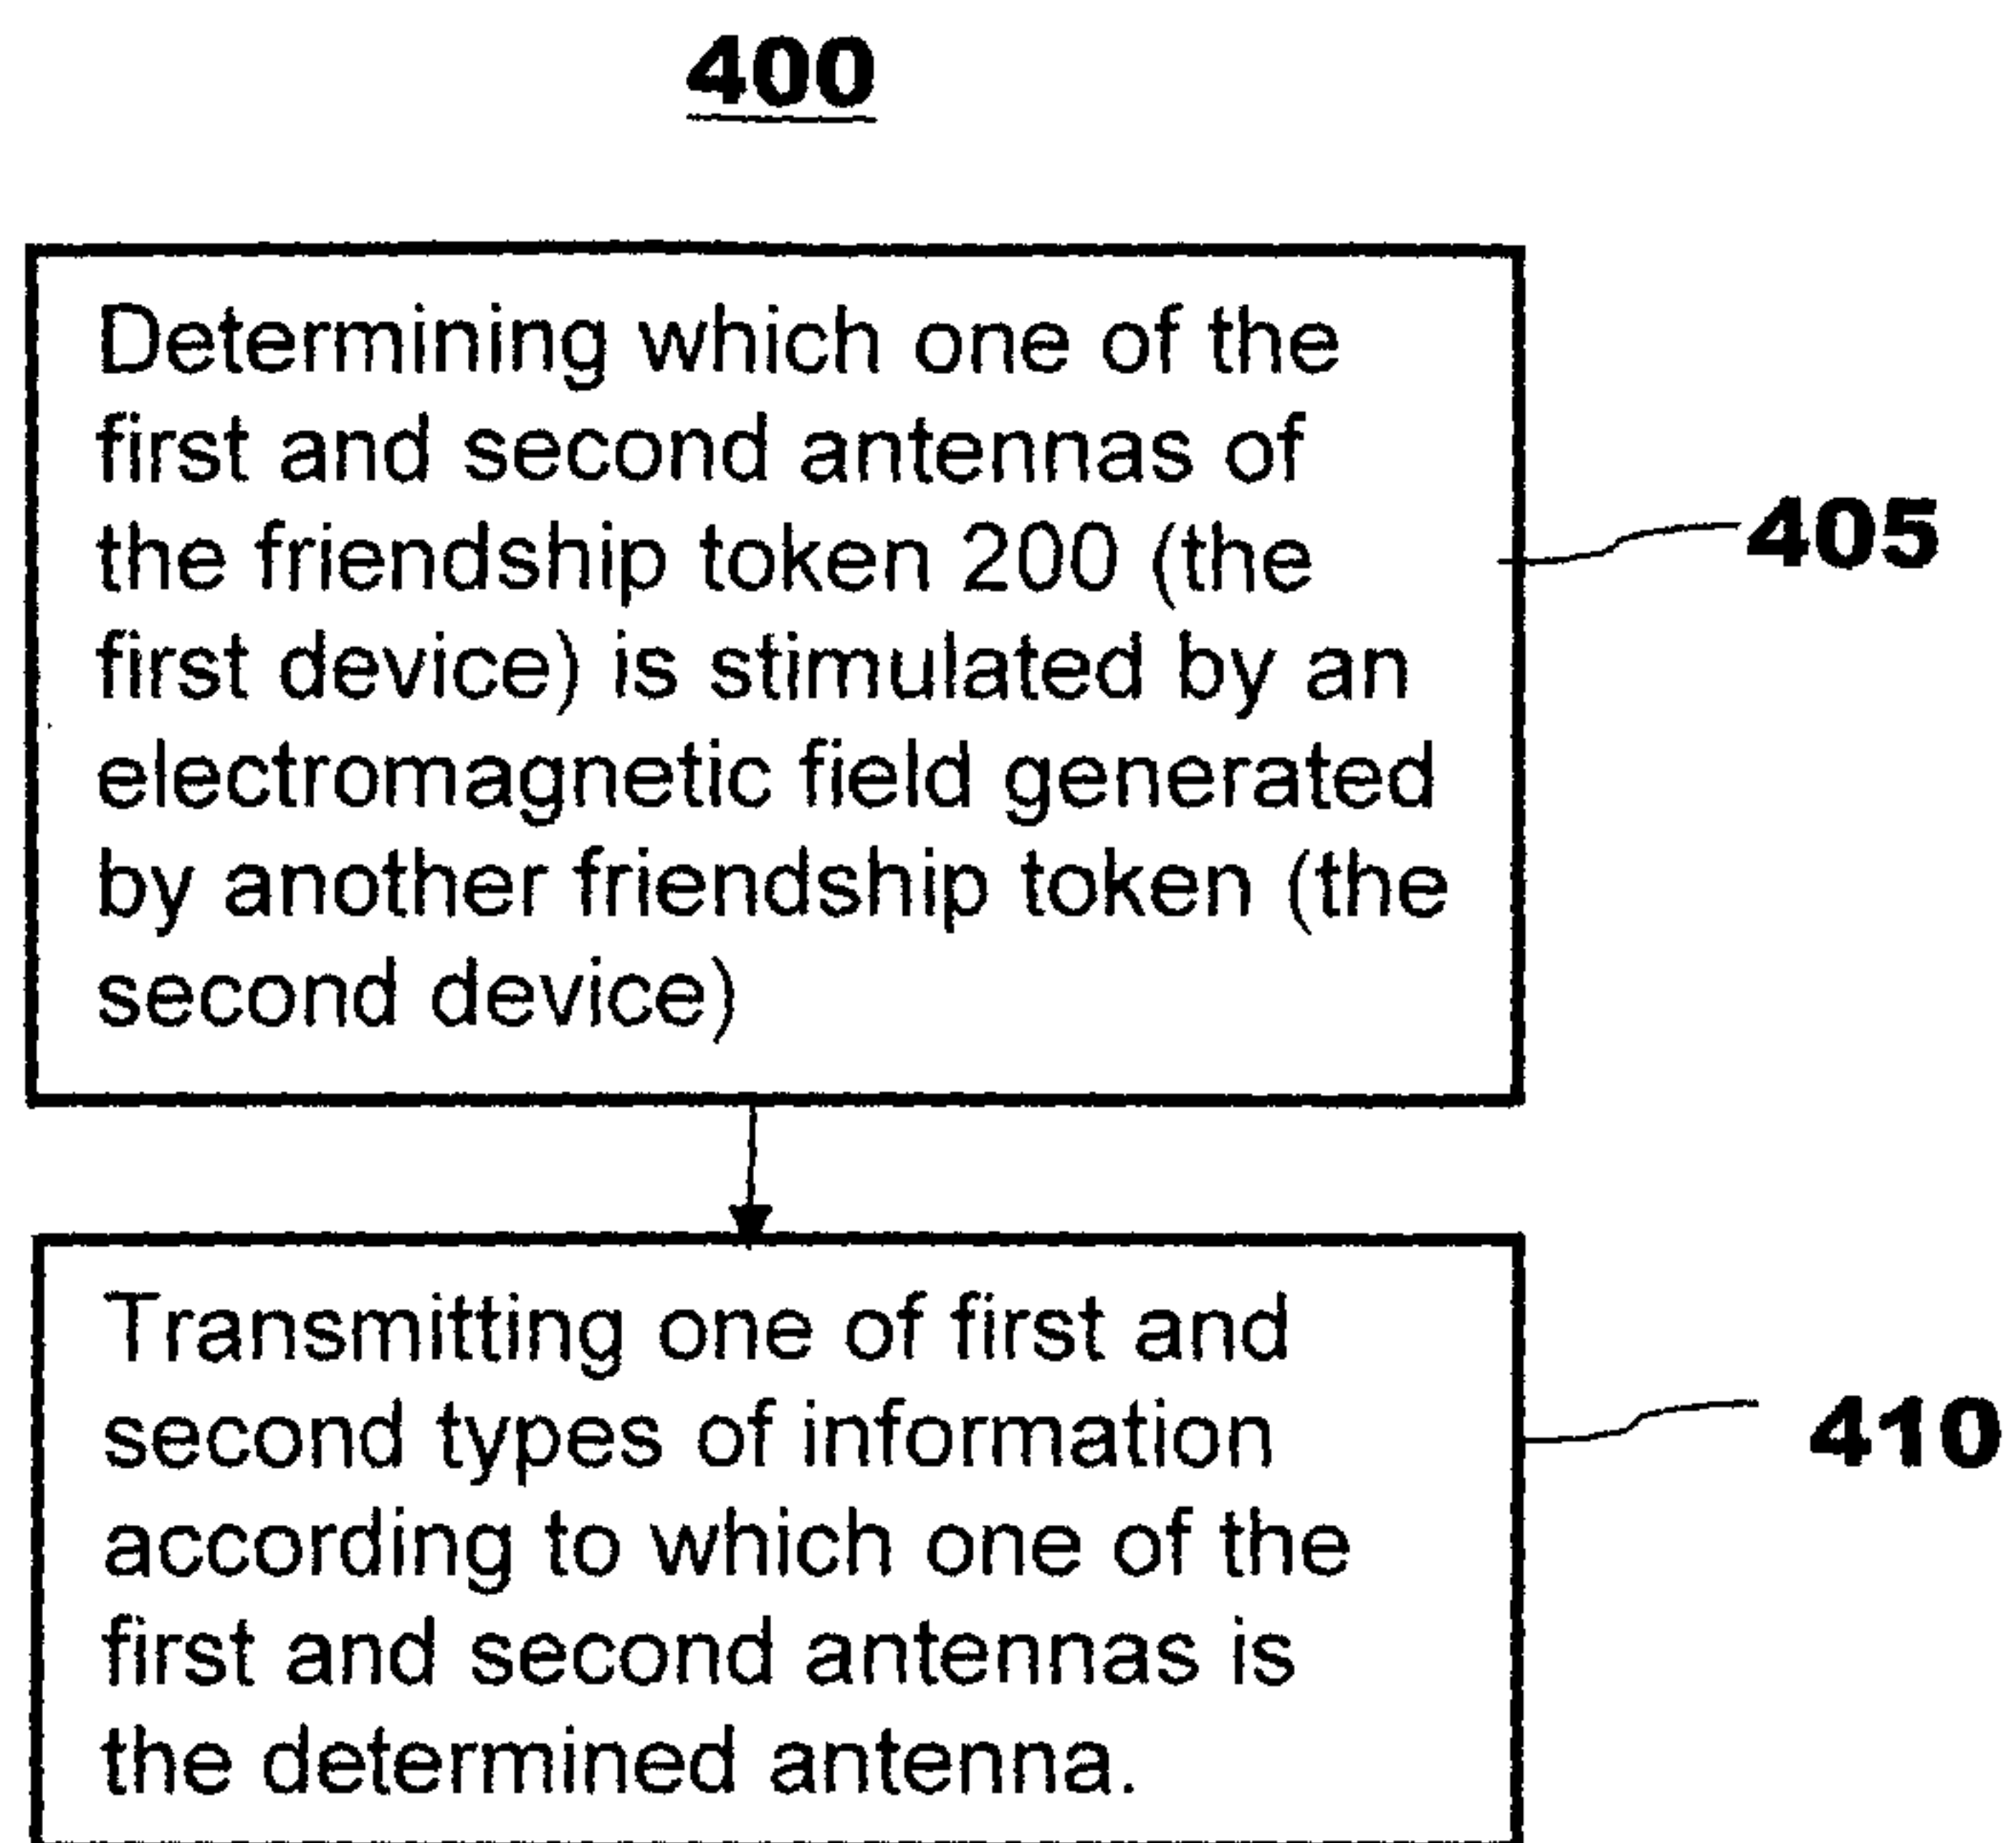 400
Determining which one of the
first and second antennas of
the friendship token 200 (the
first device) is stimulated by an
electromagnetic field generated
by another friendship token (the
second device)
405
Transmitting one of first and
second types of information
according to which one of the
first and second antennas is
the determined antenna.
410